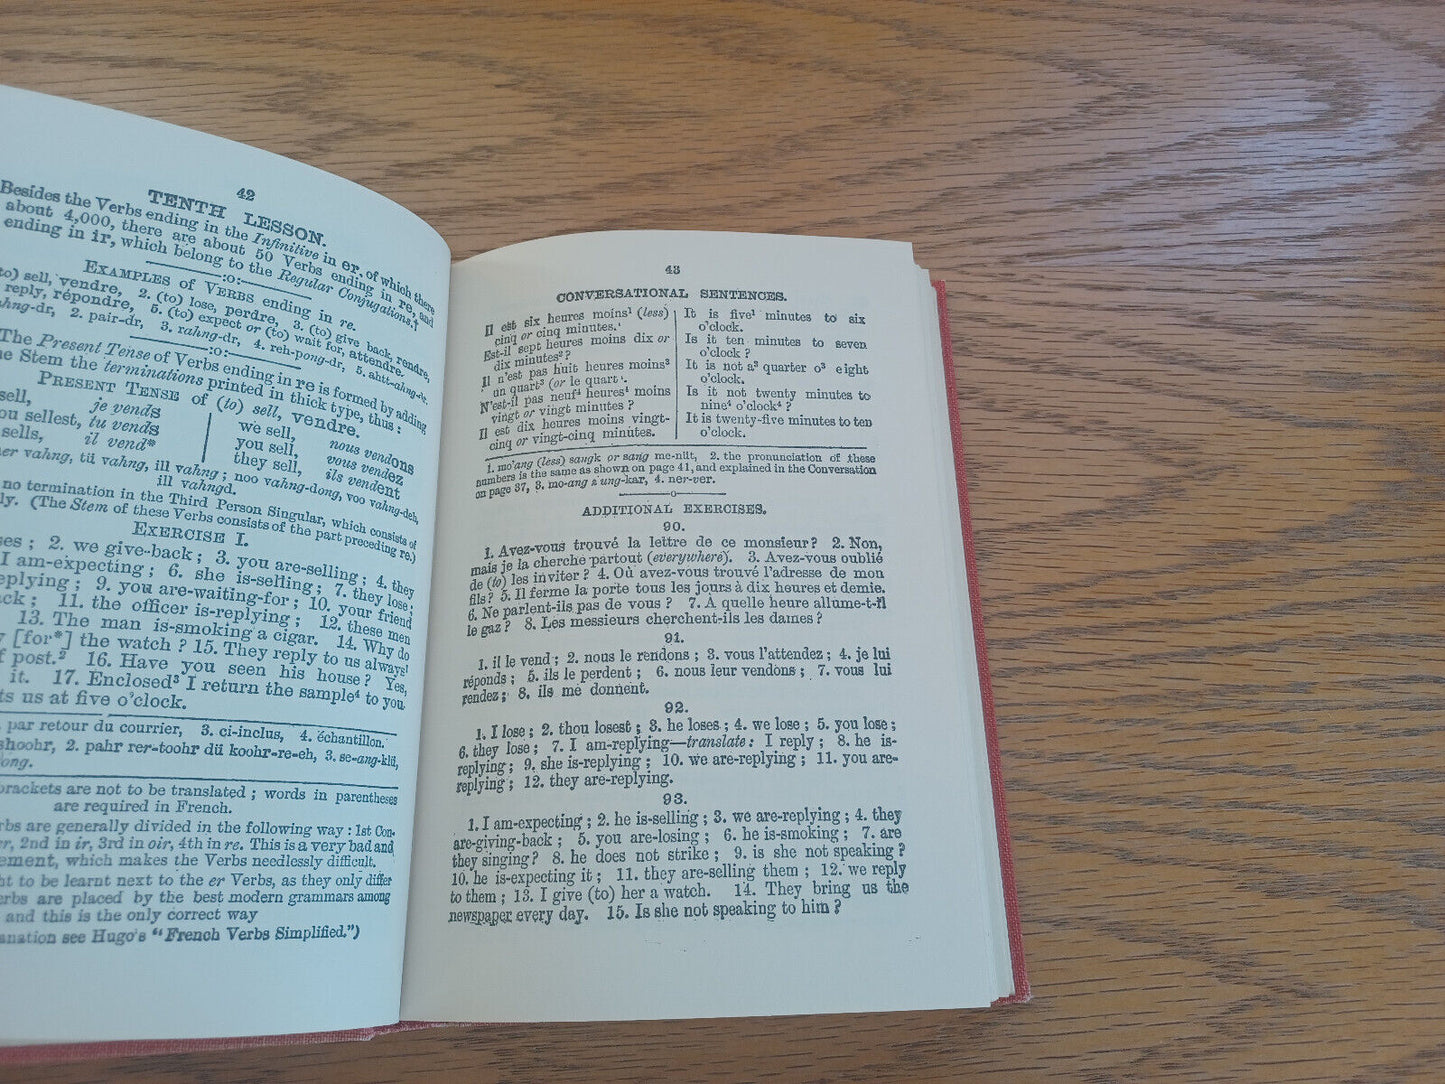 42
TENTH LESSON.
Besides the Verbs ending in the Infinitive in er, of which there
about 4,000, there are about 50 Verbs ending in re, and
ending in ir, which belong to the Regular Conjugations.†
:o:
EXAMPLES OF VERBS ending in re.
to) sell, vendre, 2. (to) lose, perdre, 3. (to) give back, rendre,
reply, répondre, 5. (to) expect or (to) wait for, attendre.
ahng-dr, 2. pair-dr, 3. rahng-dr, 4. reh-pong-dr, 5. ahtt-ahng-dr.
:o:
The Present Tense of Verbs ending in re is formed by adding
the Stem the terminations printed in thick type, thus:
PRESENT TENSE OF (to) sell, vendre.
sell, je vends we sell, nous vendons
ou sellest, tu vends you sell, vous vendez
sells, il vend* they sell, ils vendent
er vahng, tü vahng, ill vahng; noo vahng-dong, voo vahng-deh,
ill vahngd.
no termination in the Third Person Singular, which consists of
ly. (The Stem of these Verbs consists of the part preceding re.)
EXERCISE I.
ses; 2. we give-back; 3. you are-selling; 4. they
I am-expecting; 6. she is-selling; 7. they lose;
eplying; 9. you are-waiting-for; 10. your friend
ck; 11. the officer is-replying; 12. these men
13. The man is-smoking a cigar. 14. Why do
y [for*] the watch? 15. They reply to us always!
f post.² 16. Have you seen his house? Yes,
it. 17. Enclosed³ I return the sample⁴ to you
ts us at five o'clock.
par retour du courrier, 3. ci-inclus, 4. échantillon.
shoohr, 2. pahr rer-toohr dü koohr-re-eh, 3. se-ang-klü,
ong.
brackets are not to be translated; words in parentheses
are required in French.
rbs are generally divided in the following way: 1st Con-
er, 2nd in ir, 3rd in oir, 4th in re. This is a very bad and
ement, which makes the Verbs needlessly difficult.
ht to be learnt next to the er Verbs, as they only differ
erbs are placed by the best modern grammars among
and this is the only correct way
anation see Hugo's "French Verbs Simplified.")
43
CONVERSATIONAL SENTENCES.
Il est six heures moins¹ (less)
cinq or cinq minutes.¹
Est-il sept heures moins dix or
dix minutes²?
Il n'est pas huit heures moins³
un quart³ (or le quart).
N'est-il pas neuf⁴ heures⁴ moins
vingt or vingt minutes?
Il est dix heures moins vingt-
cinq or vingt-cinq minutes.
It is five¹ minutes to six
o'clock.
Is it ten minutes to seven
o'clock?
It is not a³ quarter o³ eight
o'clock.
Is it not twenty minutes to
nine⁴ o'clock⁴?
It is twenty-five minutes to ten
o'clock.
1. mo'ang (less) sangk or sang me-nüt, 2. the pronunciation of these
numbers is the same as shown on page 41, and explained in the Conversation
on page 37, 3. mo-ang z'ung-kar, 4. ner-ver.
o
ADDITIONAL EXERCISES.
90.
1. Avez-vous trouvé la lettre de ce monsieur? 2. Non,
mais je la cherche partout (everywhere). 3. Avez-vous oublié
de (to) les inviter? 4. Où avez-vous trouvé l'adresse de mon
fils? 5. Il ferme la porte tous les jours à dix heures et demie.
6. Ne parlent-ils pas de vous? 7. A quelle heure allume-t-il
le gaz? 8. Les messieurs cherchent-ils les dames?
91.
1. il le vend; 2. nous le rendons; 3. vous l'attendez; 4. je lui
réponds; 5. ils le perdent; 6. nous leur vendons; 7. vous lui
rendez; 8. ils me donnent.
92.
1. I lose; 2. thou losest; 3. he loses; 4. we lose; 5. you lose;
6. they lose; 7. I am-replying—translate: I reply; 8. he is-
replying; 9. she is-replying; 10. we are-replying; 11. you are-
replying; 12. they are-replying.
93.
1. I am-expecting; 2. he is-selling; 3. we are-replying; 4. they
are-giving-back; 5. you are-losing; 6. he is-smoking; 7. are
they singing? 8. he does not strike; 9. is she not speaking?
10. he is-expecting it; 11. they are-selling them; 12. we reply
to them; 13. I give (to) her a watch. 14. They bring us the
newspaper every day. 15. Is she not speaking to him?